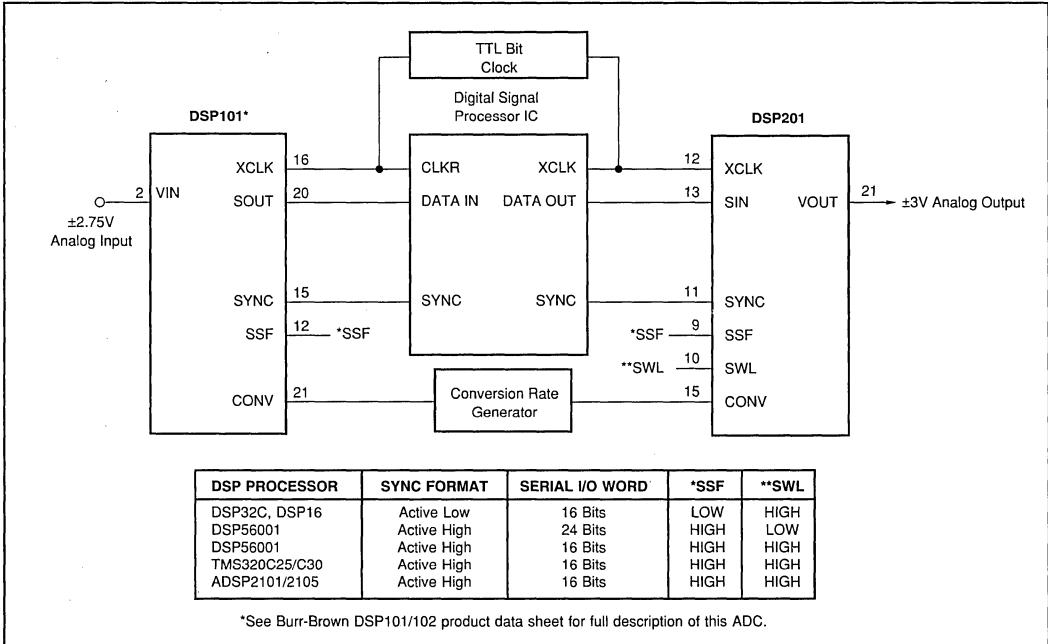 TTL Bit
Clock
Digital Signal
Processor IC
DSP101*
DSP201
XCLK 16 CLKR XCLK 12 XCLK
2 VIN SOUT 20 DATA IN DATA OUT 13 SIN VOUT 21 ±3V Analog Output
±2.75V
Analog Input
SYNC 15 SYNC SYNC 11 SYNC
SSF 12 *SSF *SSF 9 SSF
**SWL 10 SWL
CONV 21 Conversion Rate 15 CONV
Generator
DSP PROCESSOR SYNC FORMAT SERIAL I/O WORD *SSF **SWL
DSP32C, DSP16 Active Low 16 Bits LOW HIGH
DSP56001 Active High 24 Bits HIGH LOW
DSP56001 Active High 16 Bits HIGH HIGH
TMS320C25/C30 Active High 16 Bits HIGH HIGH
ADSP2101/2105 Active High 16 Bits HIGH HIGH
*See Burr-Brown DSP101/102 product data sheet for full description of this ADC.